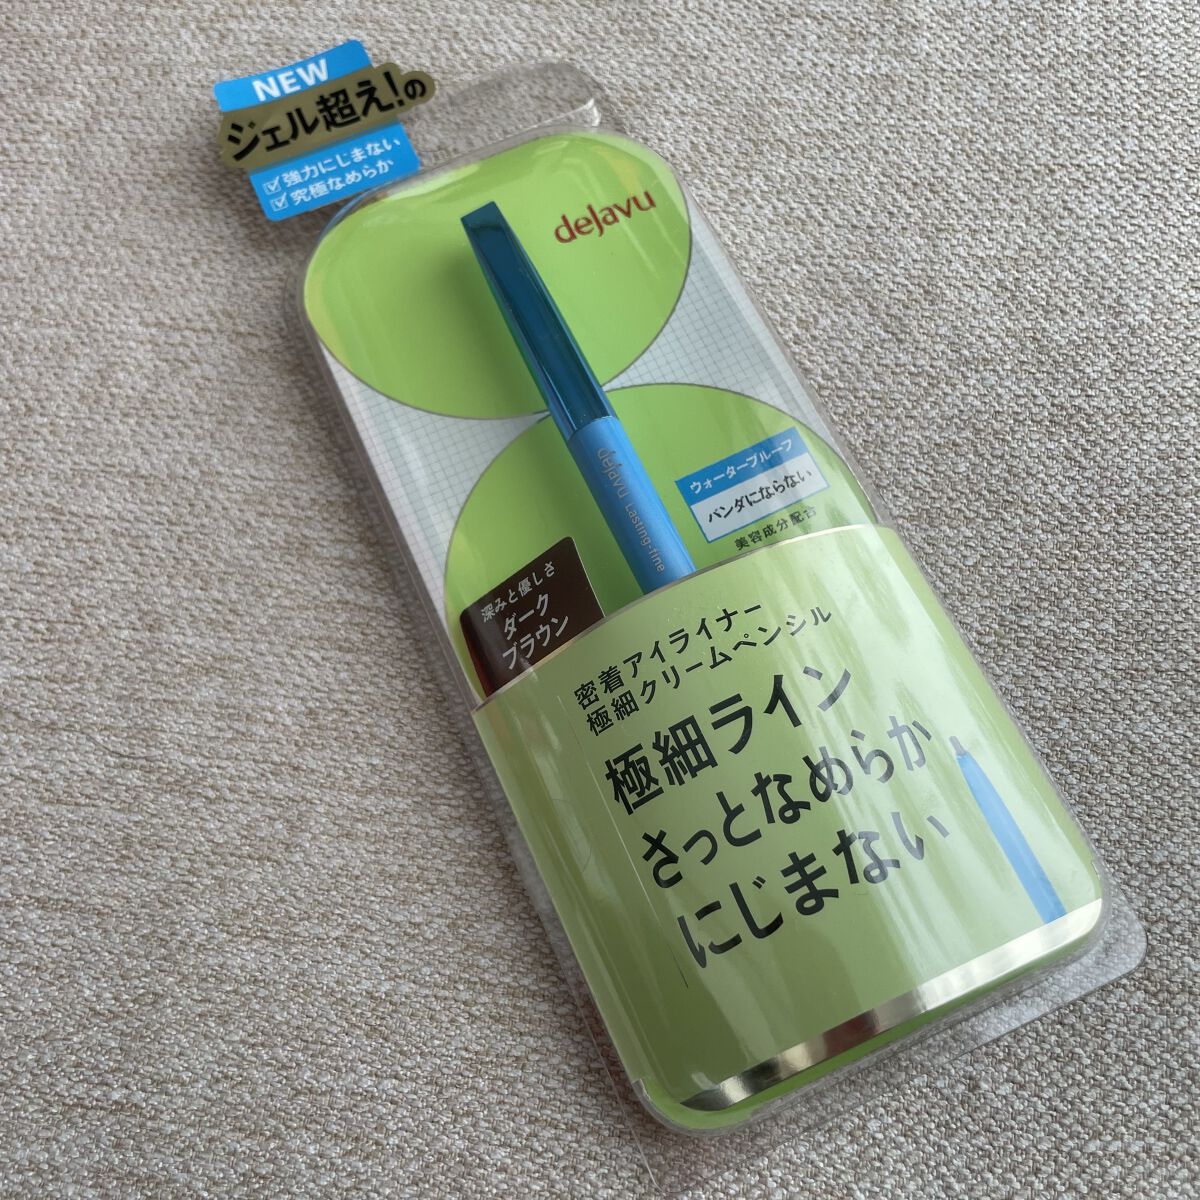 NEW
ジェル超え!の
強力にじまない
究極なめらか
dejavu
dejavu Lasting-fine
ウォータープルーフ
パンダにならない
美容成分配合
深みと優しさ
ダーク
ブラウン
密着アイライナー
極細クリームペンシル
極細ライン
さっとなめらか
にじまない